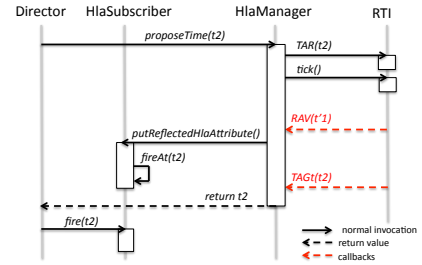 Director HlaSubscriber HlaManager RTI
proposeTime(t2)
TAR(t2)
tick()
RAV(t'1)
putReflectedHlaAttribute()
fireAt(t2)
TAGt(t2)
return t2
fire(t2)
normal invocation
return value
callbacks